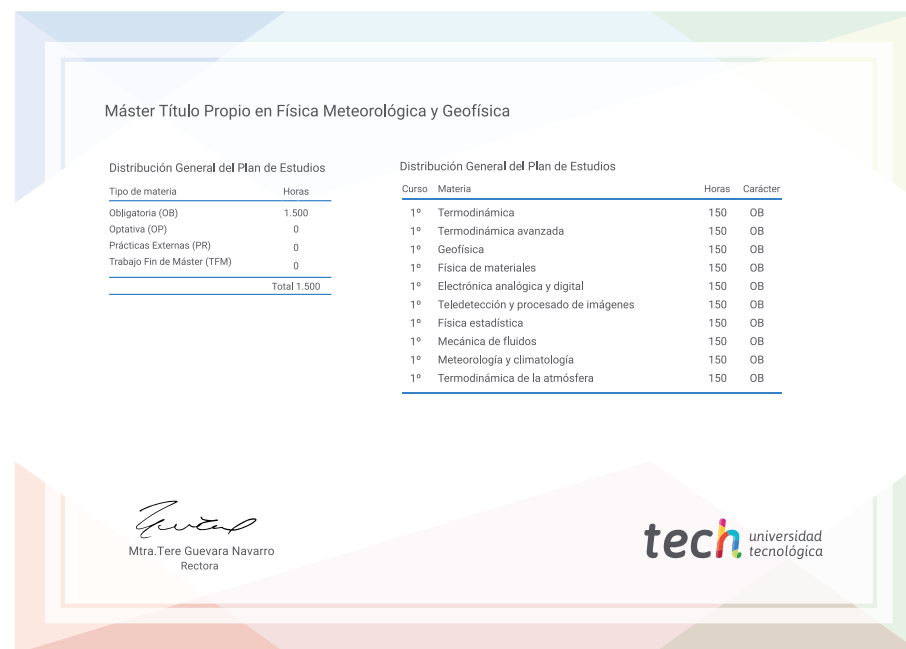 Máster Título Propio en Física Meteorológica y Geofísica
Distribución General del Plan de Estudios
Tipo de materia Horas
Obligatoria (OB) 1.500
Optativa (OP) 0
Prácticas Externas (PR) 0
Trabajo Fin de Máster (TFM) 0
Total 1.500
Distribución General del Plan de Estudios
Curso Materia Horas Carácter
1º Termodinámica 150 OB
1º Termodinámica avanzada 150 OB
1º Geofísica 150 OB
1º Física de materiales 150 OB
1º Electrónica analógica y digital 150 OB
1º Teledetección y procesado de imágenes 150 OB
1º Física estadística 150 OB
1º Mecánica de fluidos 150 OB
1º Meteorología y climatología 150 OB
1º Termodinámica de la atmósfera 150 OB
Mtra.Tere Guevara Navarro
Rectora
tech universidad
tecnológica